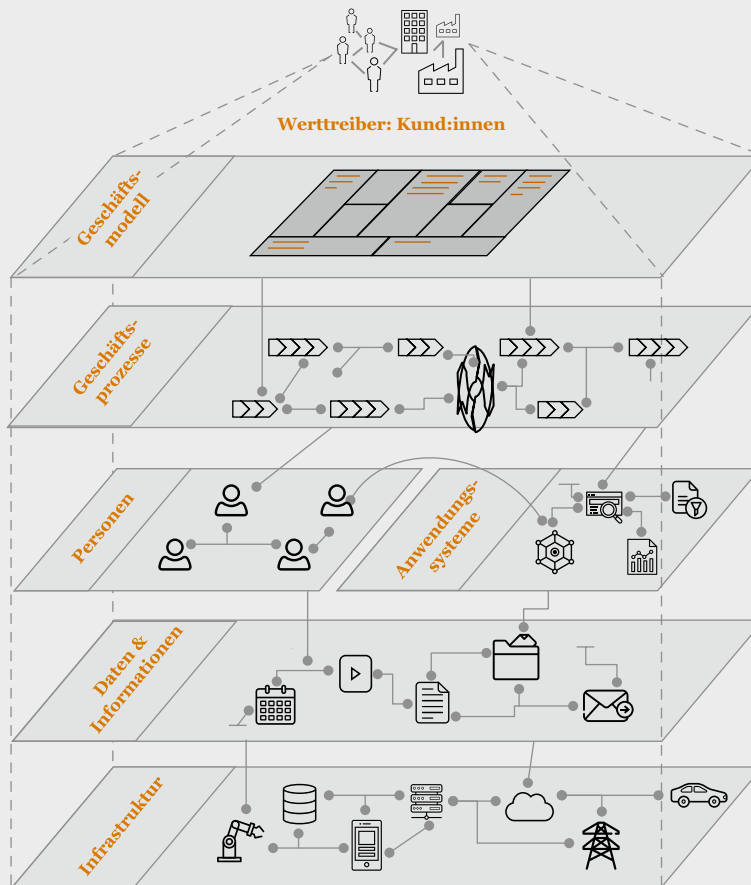 Werttreiber: Kund:innen
Geschäfts-
modell
Geschäfts-
prozesse
Personen
Anwendungs-
systeme
Daten &
Informationen
Infrastruktur